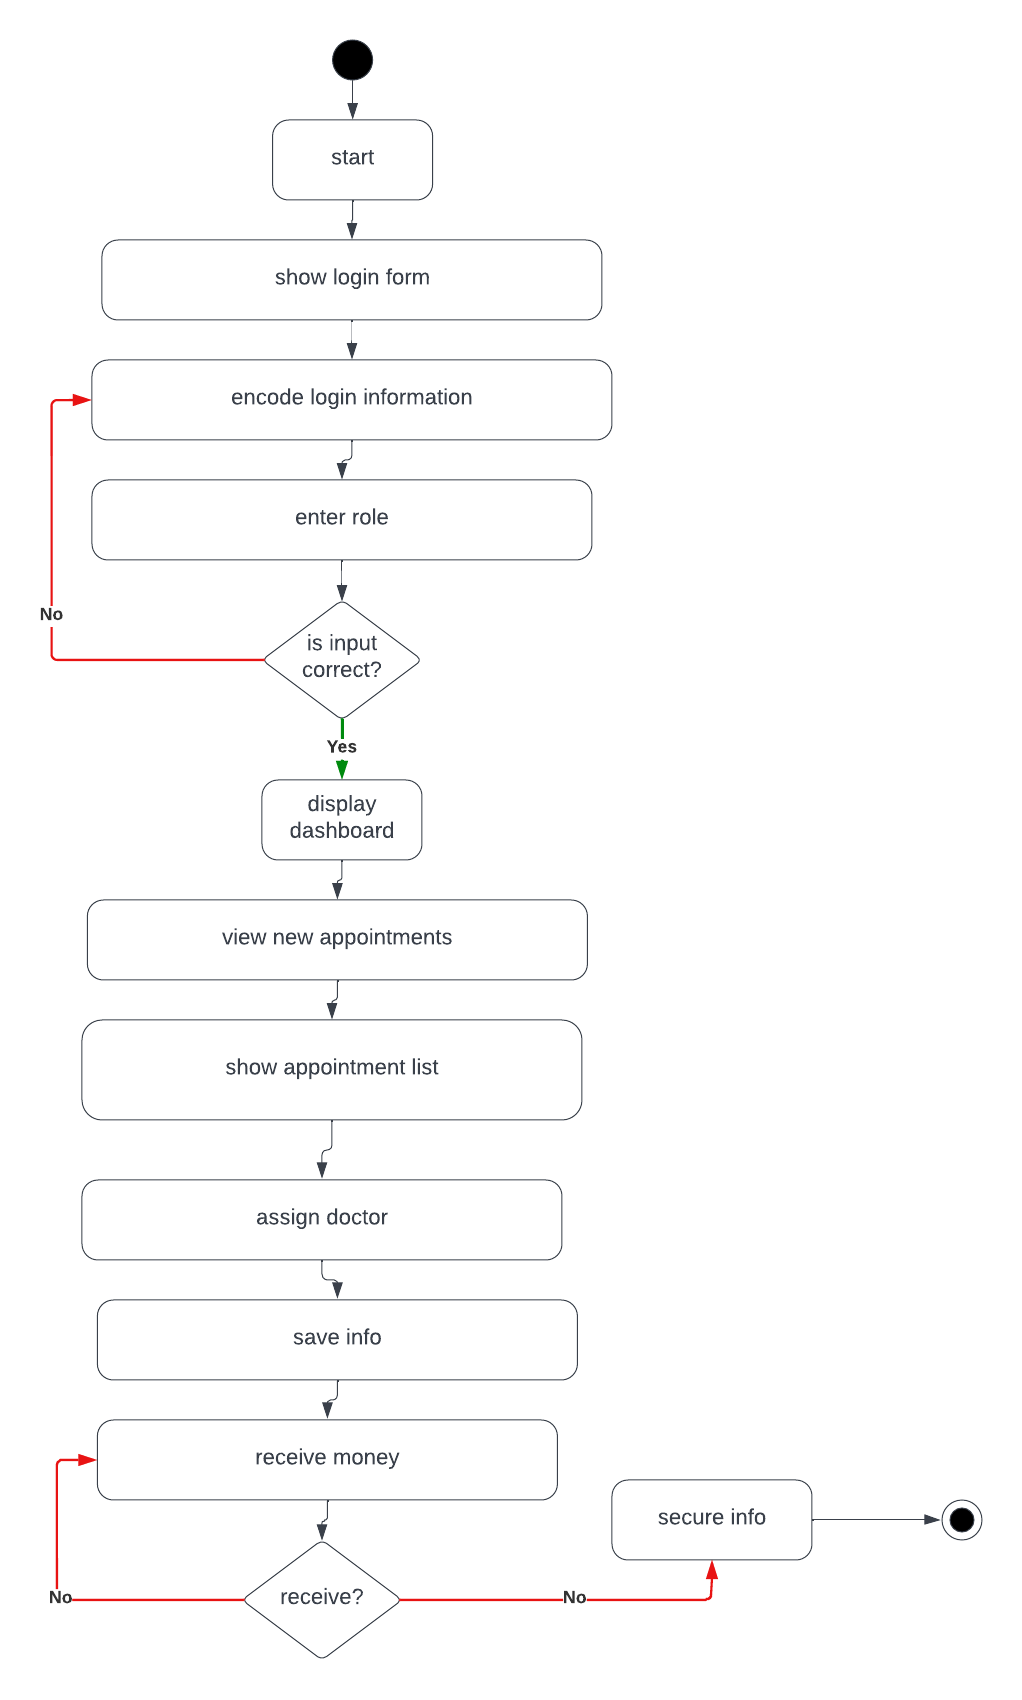 start
show login form
encode login information
enter role
No
is input
correct?
Yes
display
dashboard
view new appointments
show appointment list
assign doctor
save info
receive money
secure info
No
receive?
No